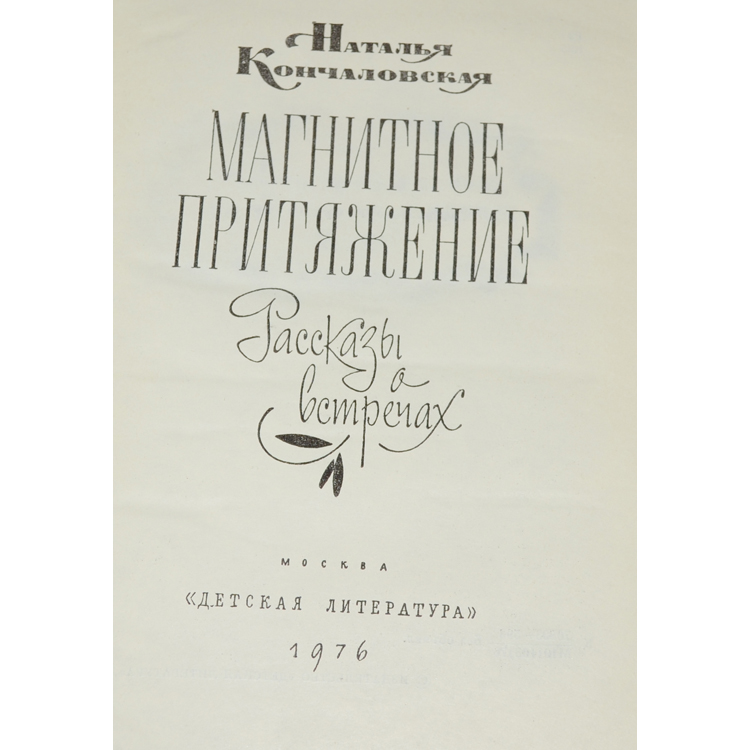 Наталья
Кончаловская
МАГНИТНОЕ
ПРИТЯЖЕНИЕ
Рассказы
о
встречах
МОСКВА
«ДЕТСКАЯ ЛИТЕРАТУРА»
1976